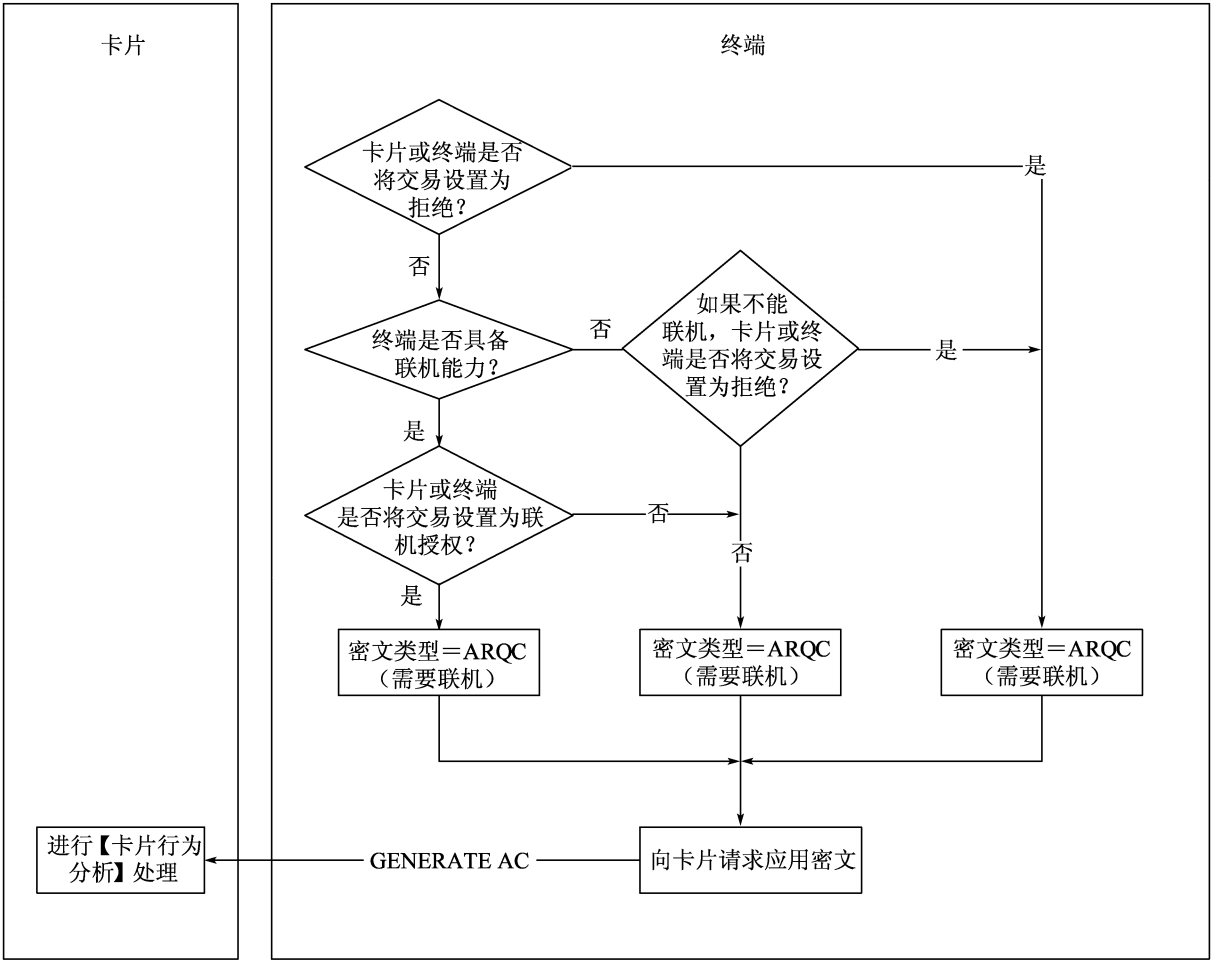 卡片
终端
卡片或终端是否
将交易设置为
拒绝？
是
否
如果不能
联机，卡片或终
端是否将交易设
置为拒绝？
终端是否具备
联机能力？
否
是
是
卡片或终端
是否将交易设置为联
机授权？
否
否
是
密文类型＝ARQC
（需要联机）
密文类型＝ARQC
（需要联机）
密文类型＝ARQC
（需要联机）
进行【卡片行为
分析】处理
GENERATE AC
向卡片请求应用密文